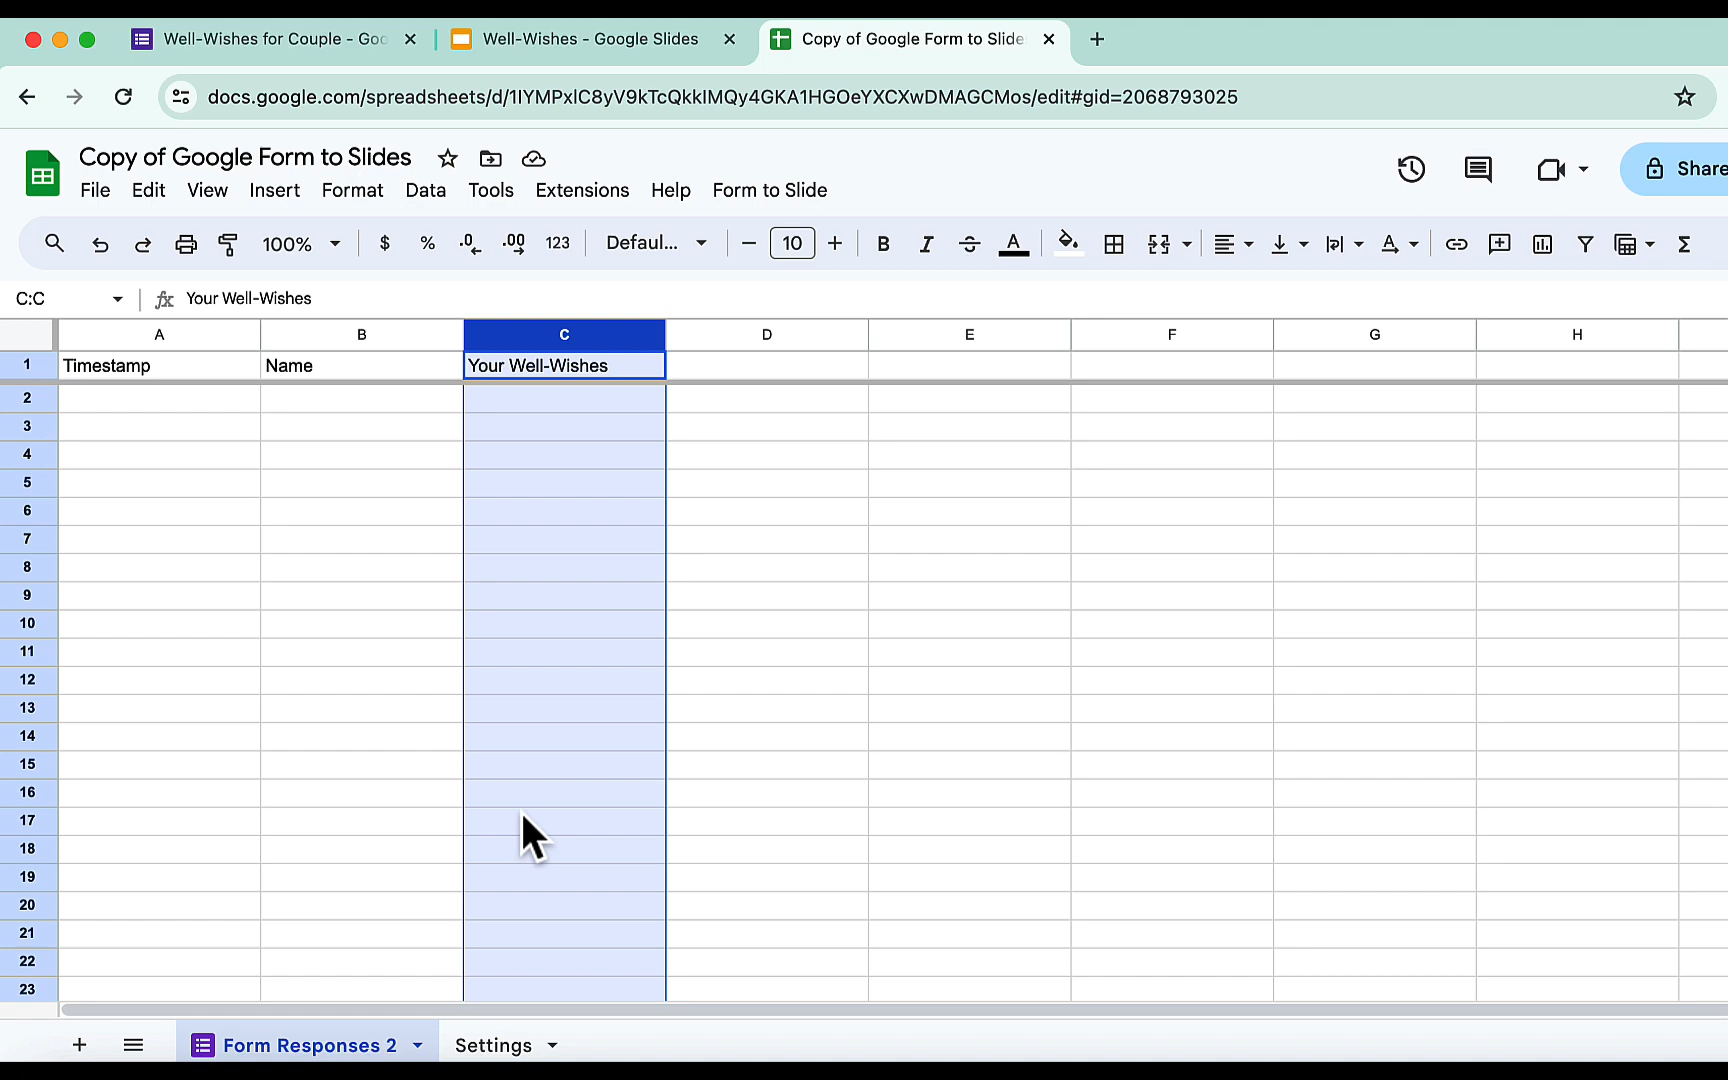 Well-Wishes for Couple - Goo
Well-Wishes - Google Slides
Copy of Google Form to Slide
docs.google.com/spreadsheets/d/1IYMPxIC8yV9kTcQkkIMQy4GKA1HGOeYXCXwDMAGCMos/edit#gid=2068793025
Copy of Google Form to Slides
File Edit View Insert Format Data Tools Extensions Help Form to Slide
Share
100% $ % .0 .00 123 Defaul... 10 B I A
C:C fx Your Well-Wishes
A B C D E F G H
1 Timestamp Name Your Well-Wishes
2
3
4
5
6
7
8
9
10
11
12
13
14
15
16
17
18
19
20
21
22
23
Form Responses 2 Settings